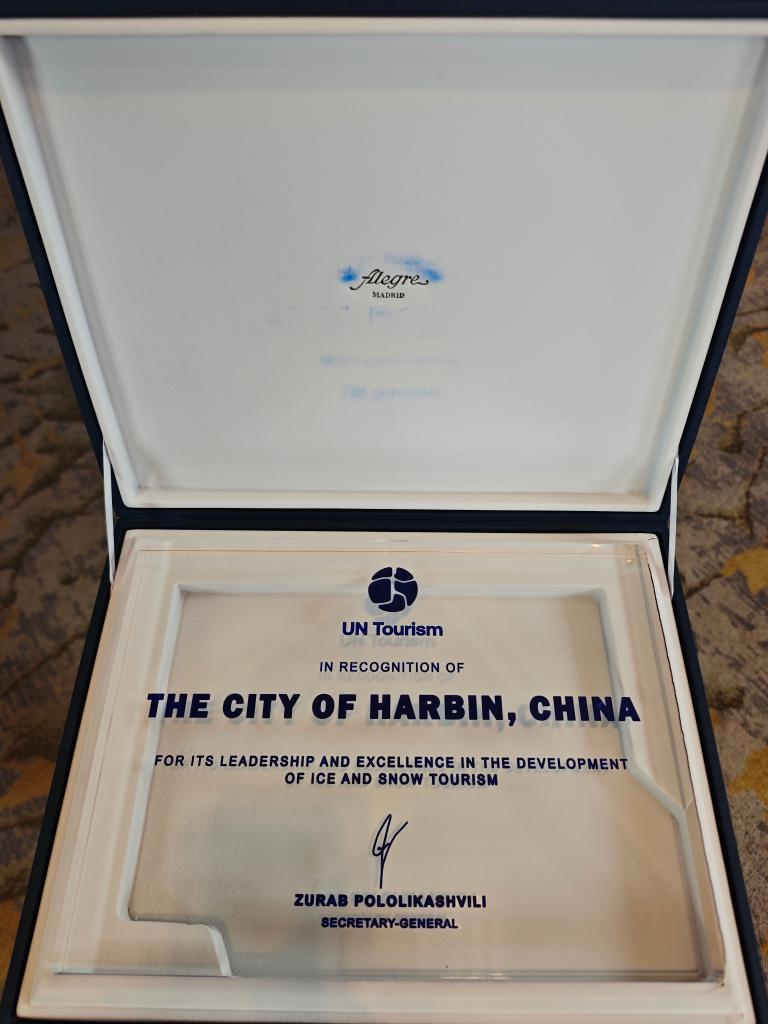 Alegre
MADRID
UN Tourism
IN RECOGNITION OF
THE CITY OF HARBIN, CHINA
FOR ITS LEADERSHIP AND EXCELLENCE IN THE DEVELOPMENT
OF ICE AND SNOW TOURISM
ZURAB POLOLIKASHVILI
SECRETARY-GENERAL